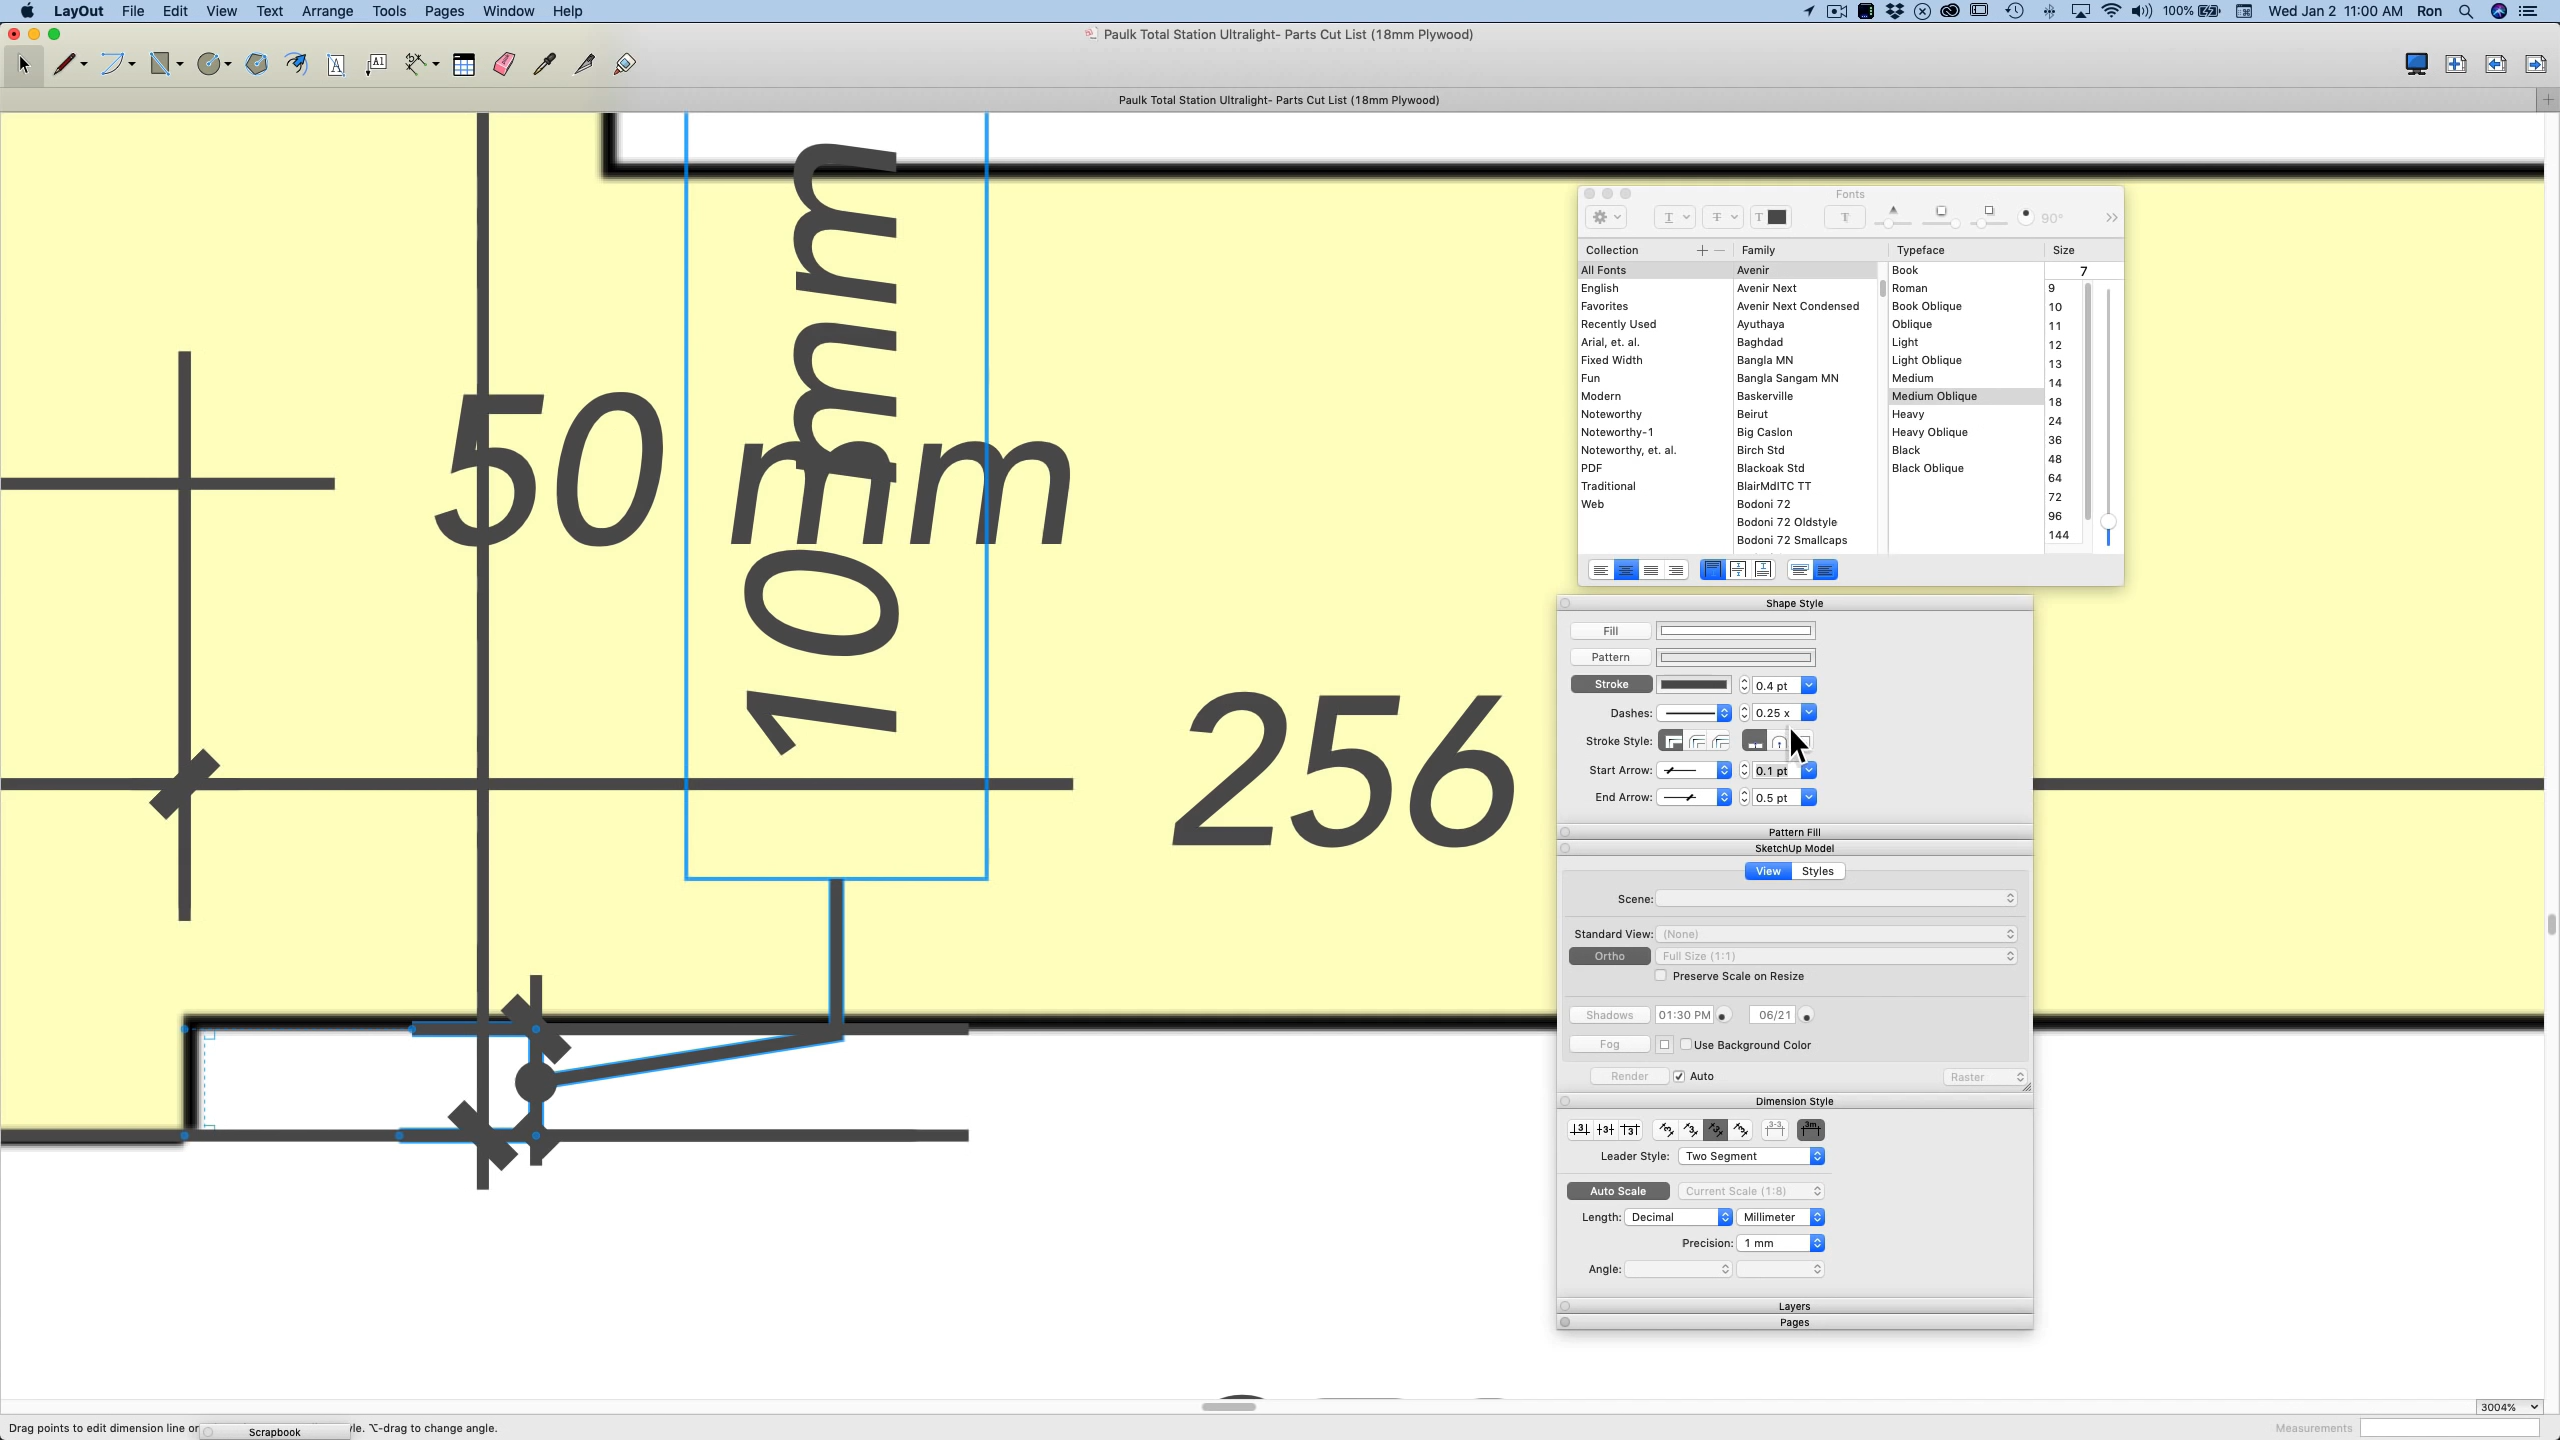 LayOut File Edit View Text Arrange Tools Pages Window Help
100% Wed Jan 2 11:00 AM Ron
Paulk Total Station Ultralight- Parts Cut List (18mm Plywood)
Paulk Total Station Ultralight- Parts Cut List (18mm Plywood)
10 mm
50 mm
256
Fonts
90°
Collection Family Typeface Size
All Fonts Avenir Book 7
English Avenir Next Roman 9
Favorites Avenir Next Condensed Book Oblique 10
Recently Used Ayuthaya Oblique 11
Arial, et. al. Baghdad Light 12
Fixed Width Bangla MN Light Oblique 13
Fun Bangla Sangam MN Medium 14
Modern Baskerville Medium Oblique 18
Noteworthy Beirut Heavy 24
Noteworthy-1 Big Caslon Heavy Oblique 36
Noteworthy, et. al. Birch Std Black 48
PDF Blackoak Std Black Oblique 64
Traditional BlairMdITC TT 72
Web Bodoni 72 96
Bodoni 72 Oldstyle 144
Bodoni 72 Smallcaps
Shape Style
Fill
Pattern
Stroke 0.4 pt
Dashes: 0.25 x
Stroke Style:
Start Arrow: 0.1 pt
End Arrow: 0.5 pt
Pattern Fill
SketchUp Model
View Styles
Scene:
Standard View: (None)
Ortho Full Size (1:1)
Preserve Scale on Resize
Shadows 01:30 PM 06/21
Fog Use Background Color
Render Auto Raster
Dimension Style
Leader Style: Two Segment
Auto Scale Current Scale (1:8)
Length: Decimal Millimeter
Precision: 1 mm
Angle:
Layers
Pages
3004%
Drag points to edit dimension line or Scrapbook yle. ⌥-drag to change angle.
Measurements